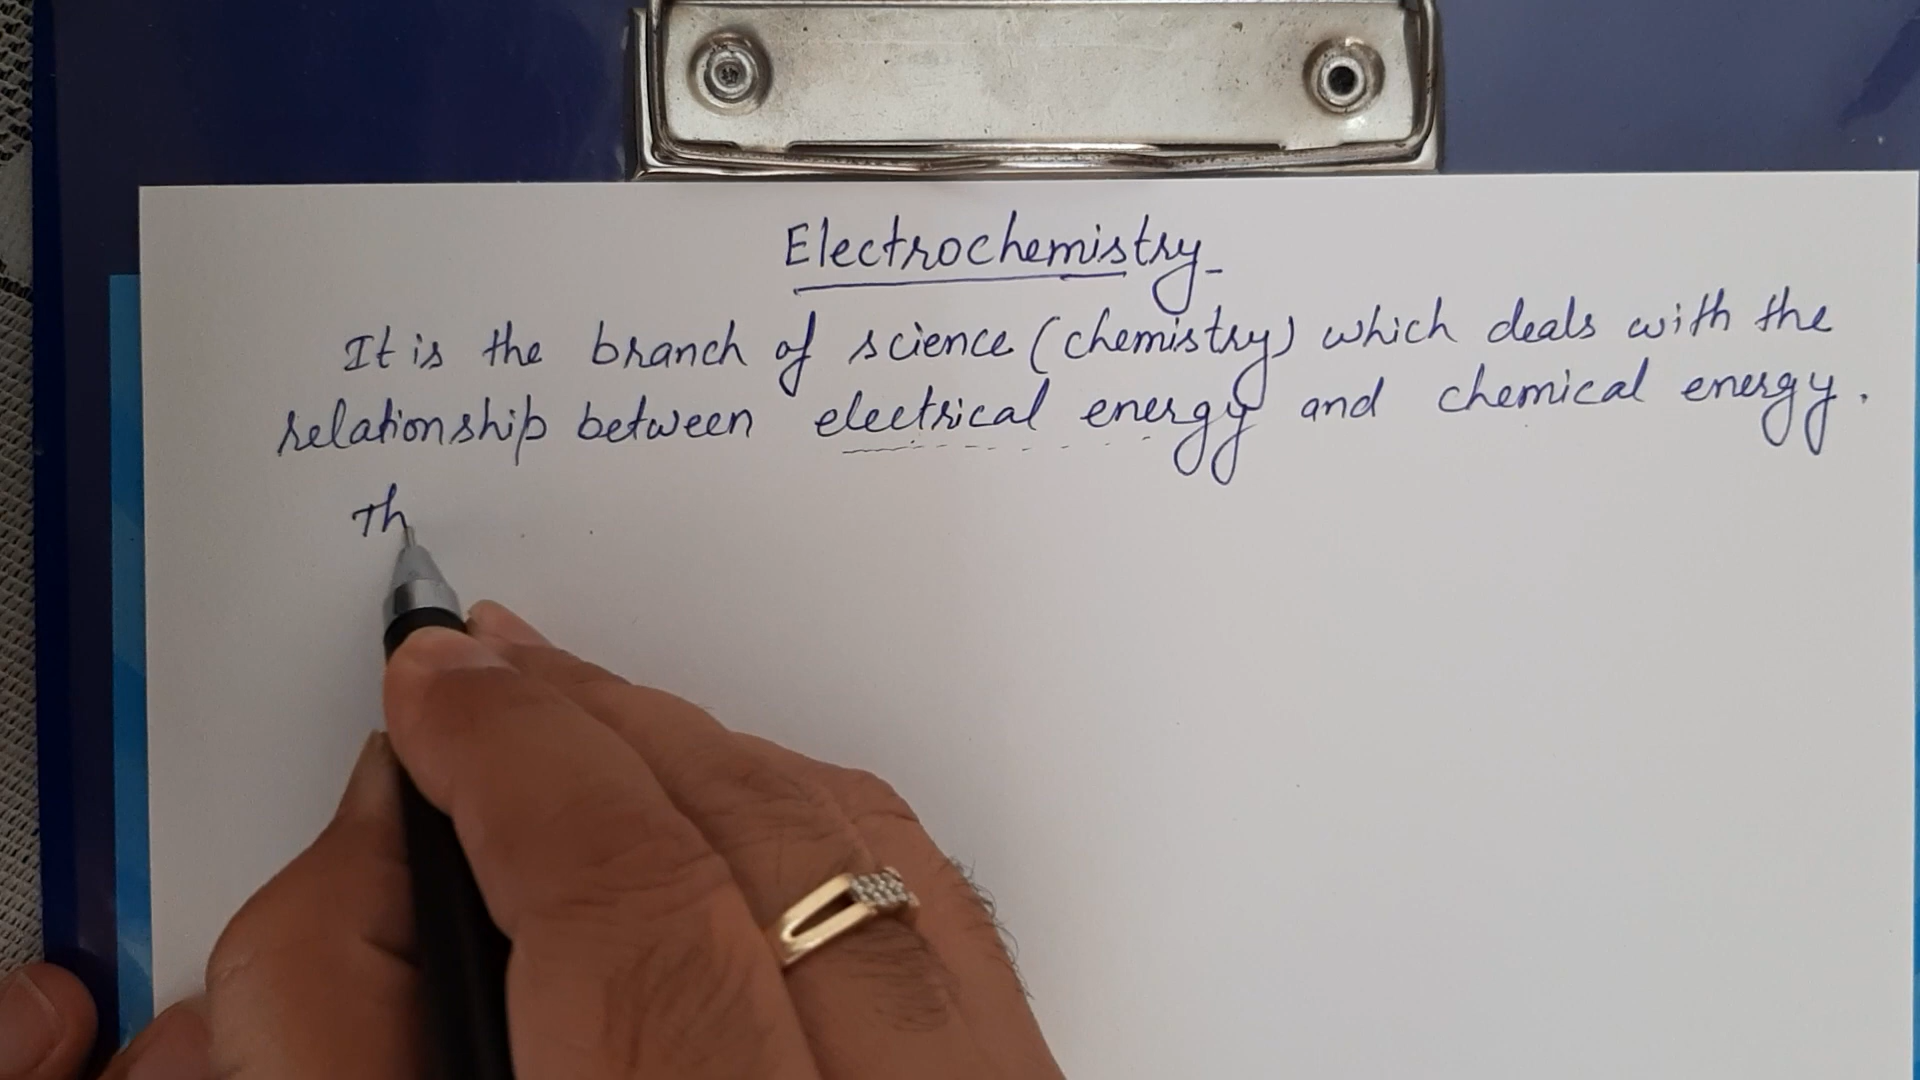 Electrochemistry
It is the branch of science (chemistry) which deals with the
relationship between electrical energy and chemical energy.
Th